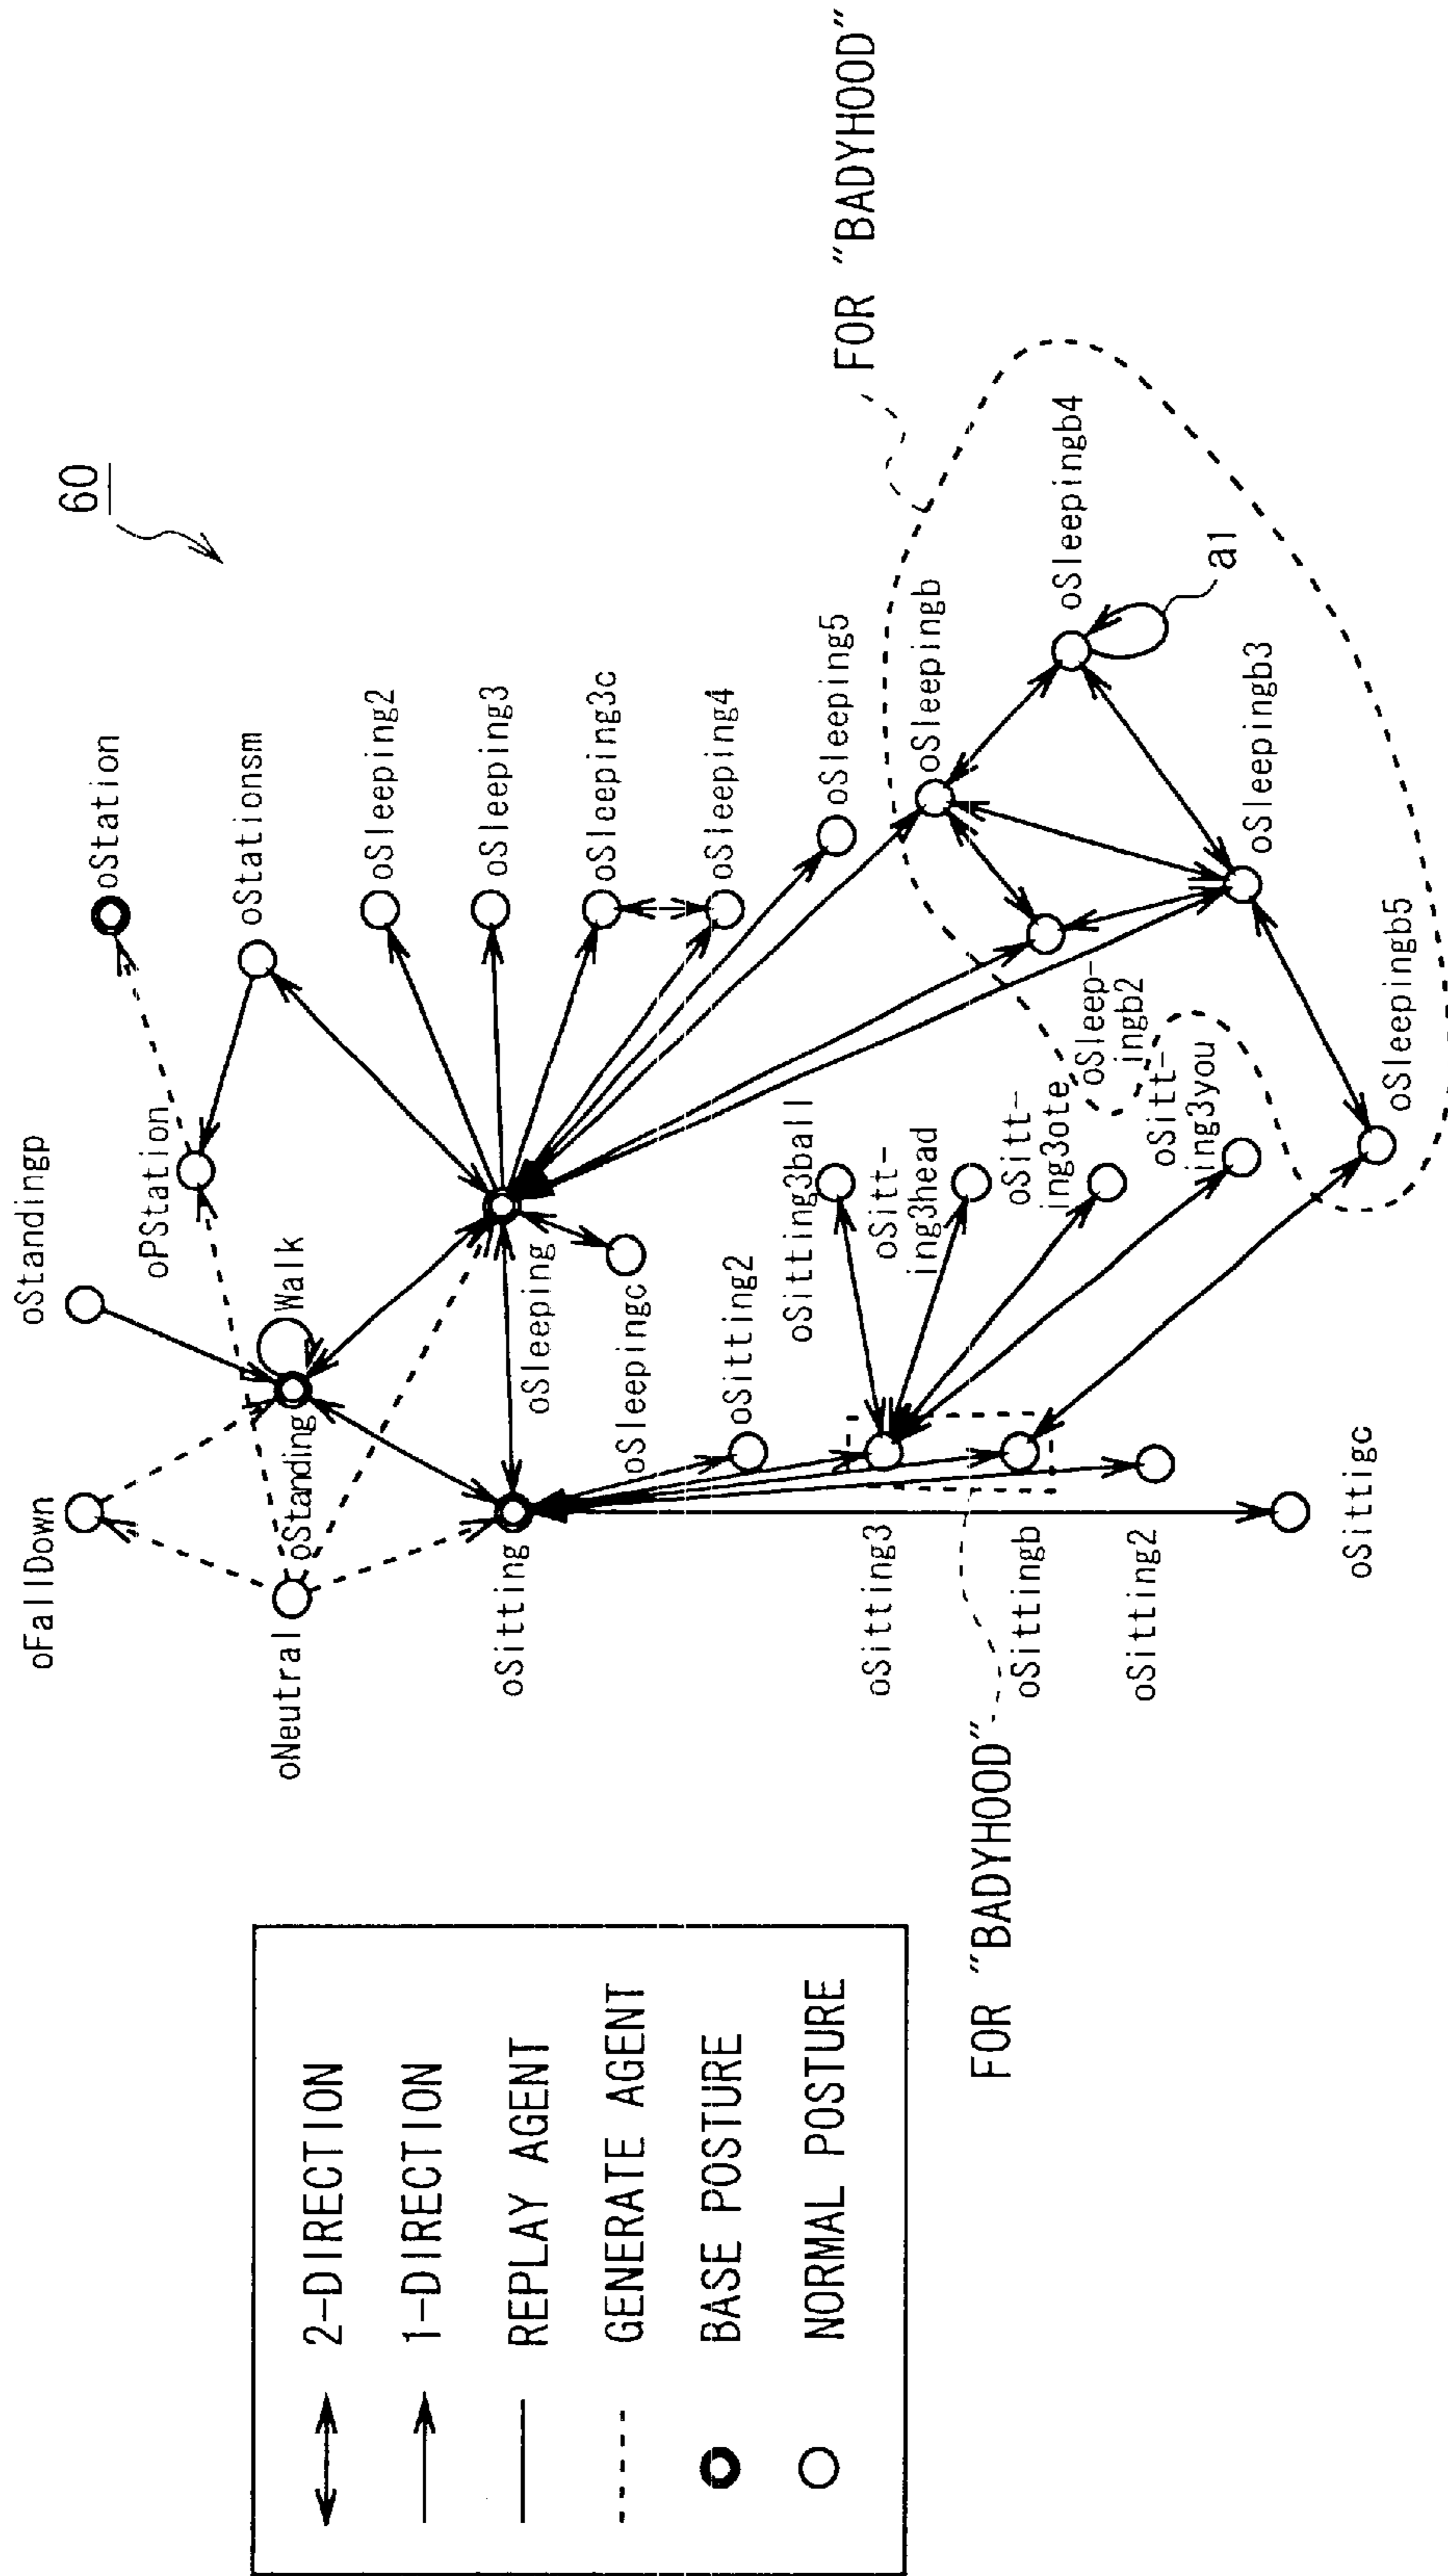 60
2-DIRECTION
1-DIRECTION
REPLAY AGENT
GENERATE AGENT
BASE POSTURE
NORMAL POSTURE
oFallDown
oStandingp
oNeutral
oStanding
Walk
oPStation
oStation
oStationsm
oSitting
oSleeping
oSleepingc
oSleeping2
oSleeping3
oSleeping3c
oSleeping4
oSleeping5
oSitting2
oSitting3
oSitting3ball
oSitt-
ing3head
oSitt-
ing3ote
oSitt-
ing3you
oSittingb
oSitting2
oSittigc
oSleepingb
oSleep-
ingb2
oSleepingb3
oSleepingb4
a1
oSleepingb5
FOR "BADYHOOD"
FOR "BADYHOOD"